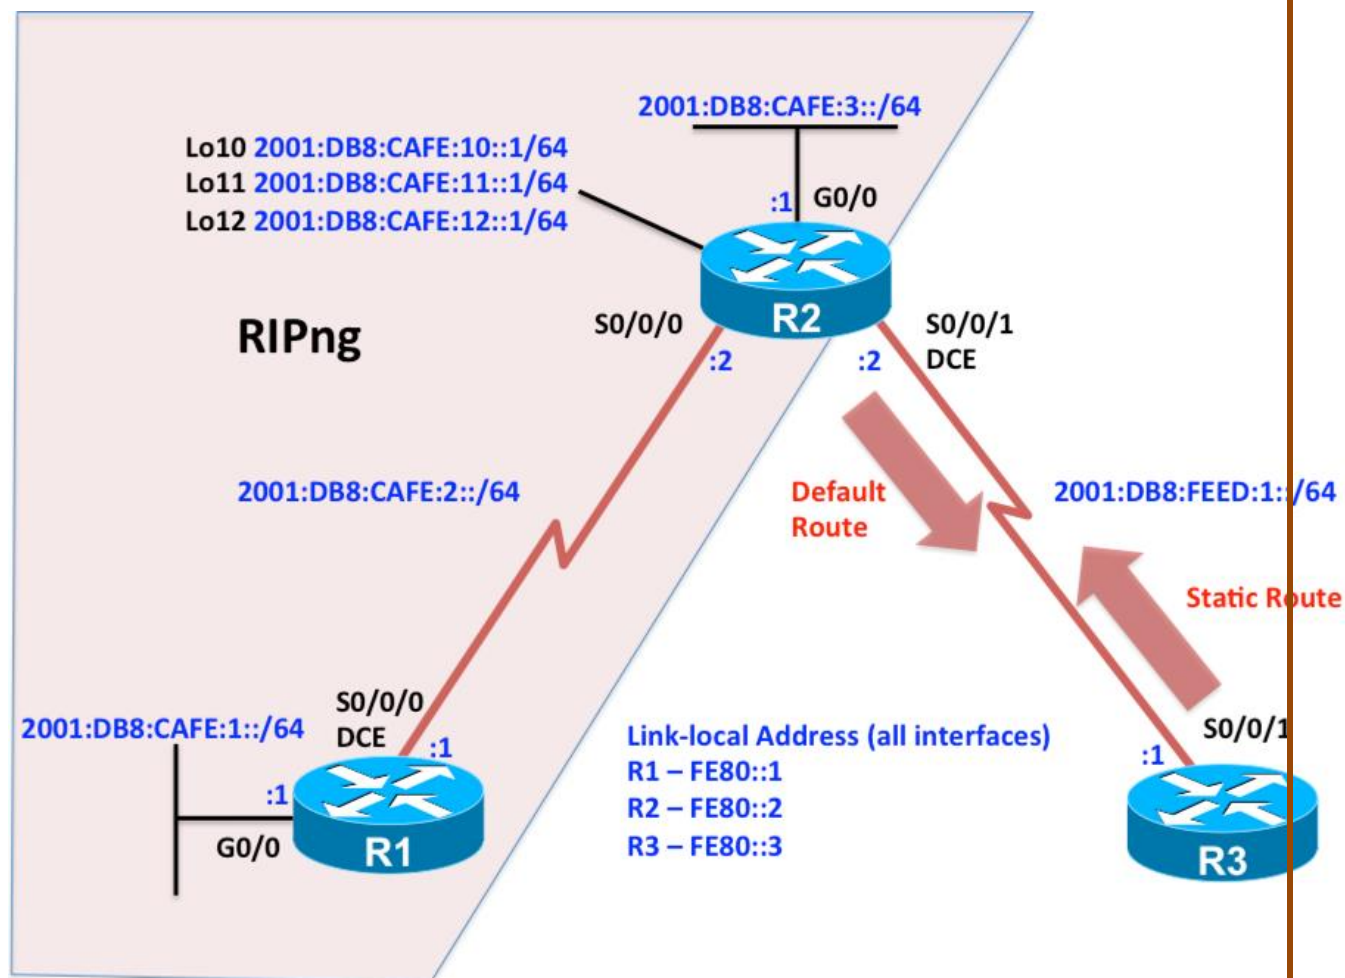 2001:DB8:CAFE:3::/64
Lo10 2001:DB8:CAFE:10::1/64
Lo11 2001:DB8:CAFE:11::1/64
Lo12 2001:DB8:CAFE:12::1/64
:1 G0/0
R2
RIPng
S0/0/0
:2
:2
S0/0/1
DCE
2001:DB8:CAFE:2::/64
Default
Route
2001:DB8:FEED:1::/64
Static Route
S0/0/0
DCE
:1
2001:DB8:CAFE:1::/64
:1
G0/0
R1
Link-local Address (all interfaces)
R1 – FE80::1
R2 – FE80::2
R3 – FE80::3
S0/0/1
:1
R3